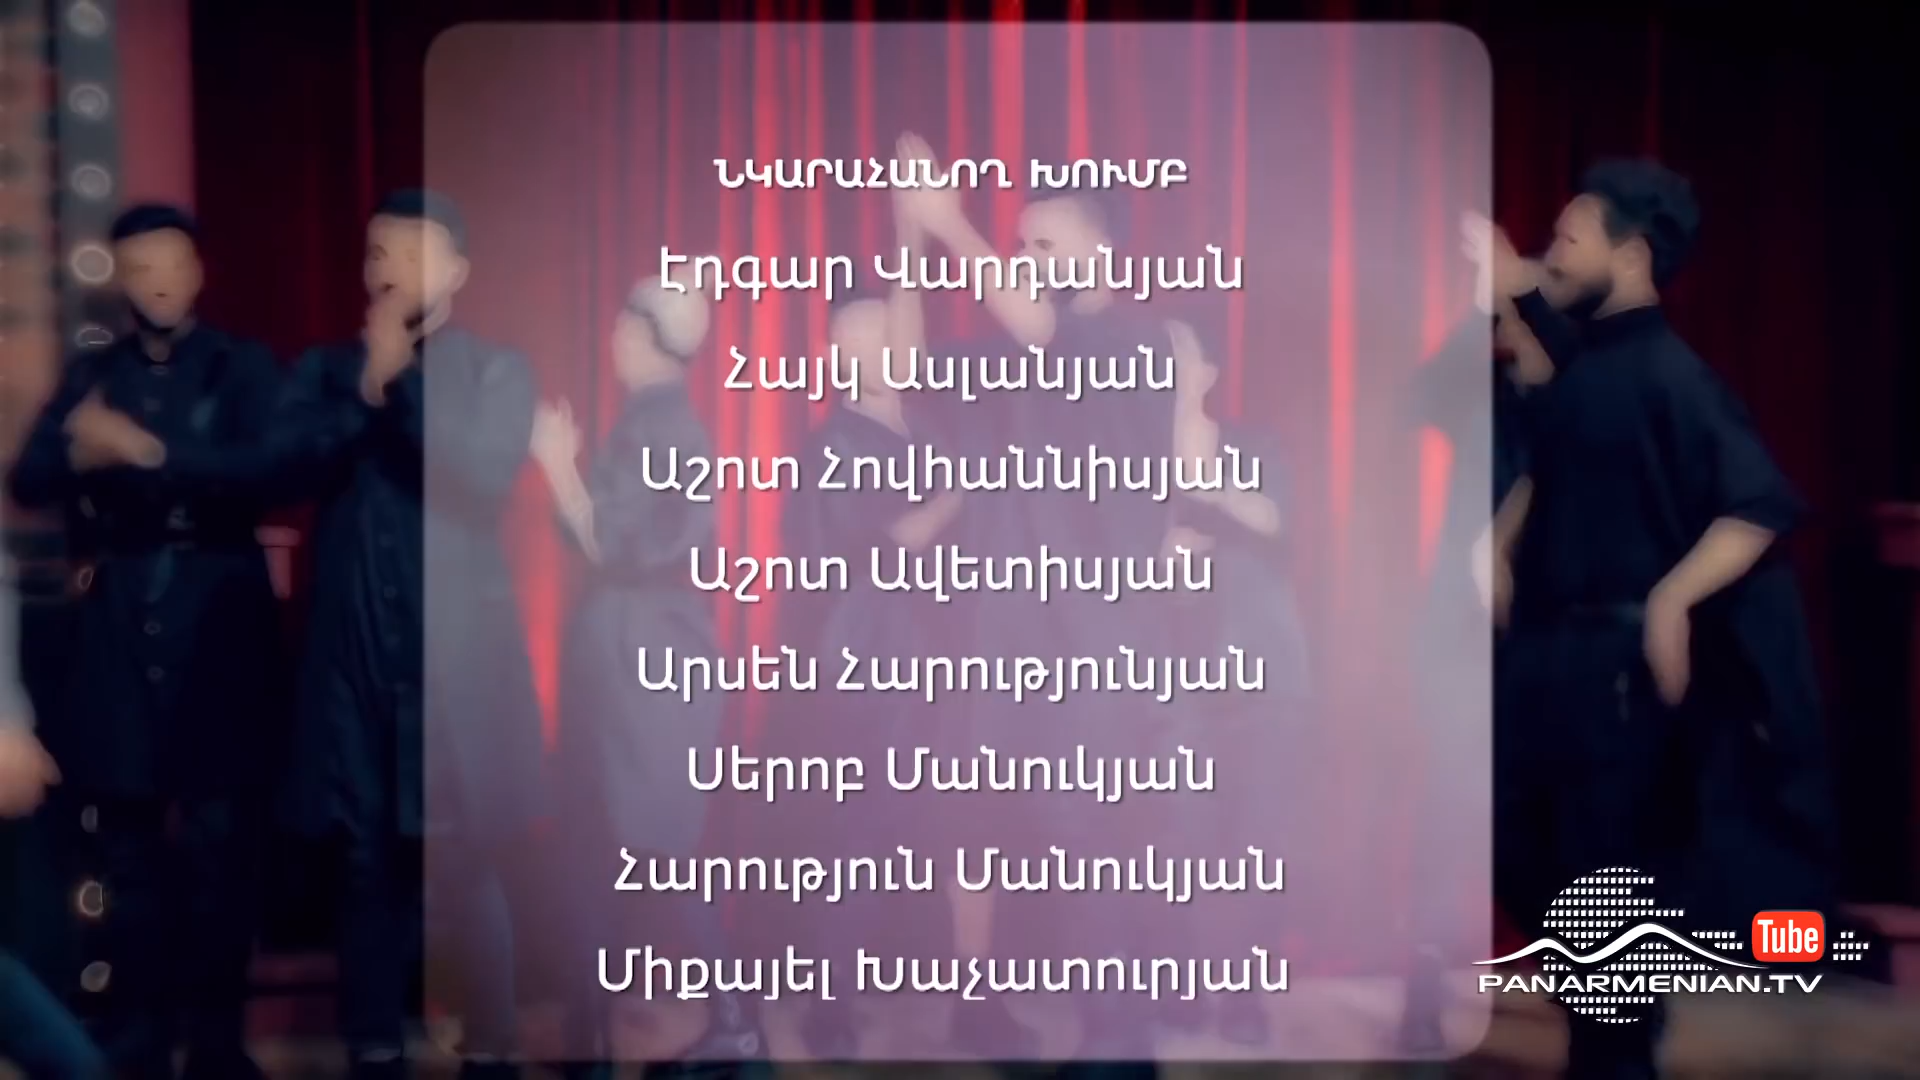 ՆԿԱՐԱՀԱՆՈՂ ԽՈՒՄԲ
Էդգար Վարդանյան
Հայկ Ասլանյան
Աշոտ Հովհաննիսյան
Աշոտ Ավետիսյան
Արսեն Հարությունյան
Սերոբ Մանուկյան
Հարություն Մանուկյան
Միքայել Խաչատուրյան
Tube
PANARMENIAN.TV